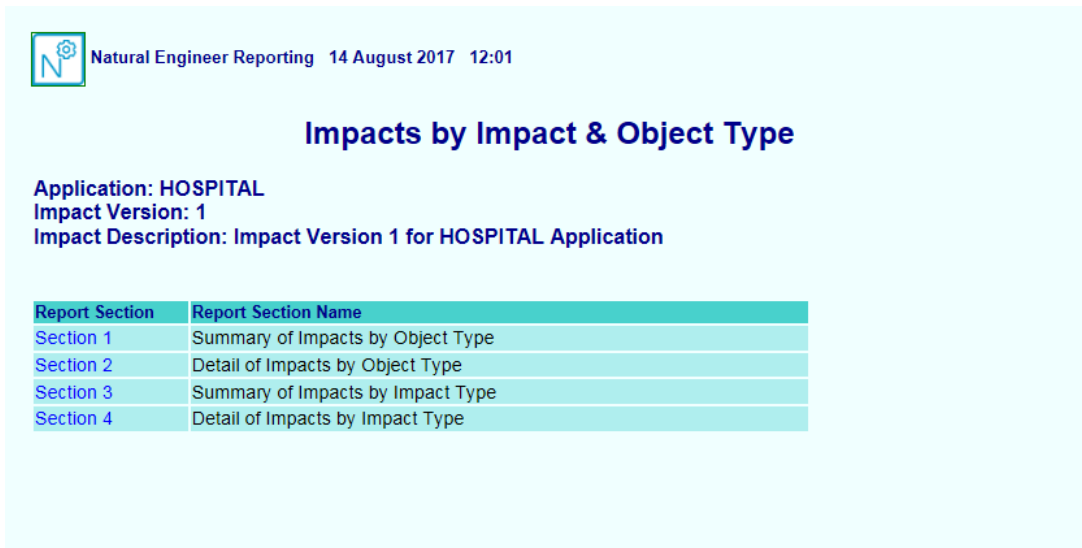 N
Natural Engineer Reporting 14 August 2017 12:01
Impacts by Impact & Object Type
Application: HOSPITAL
Impact Version: 1
Impact Description: Impact Version 1 for HOSPITAL Application
Report Section Report Section Name
Section 1 Summary of Impacts by Object Type
Section 2 Detail of Impacts by Object Type
Section 3 Summary of Impacts by Impact Type
Section 4 Detail of Impacts by Impact Type